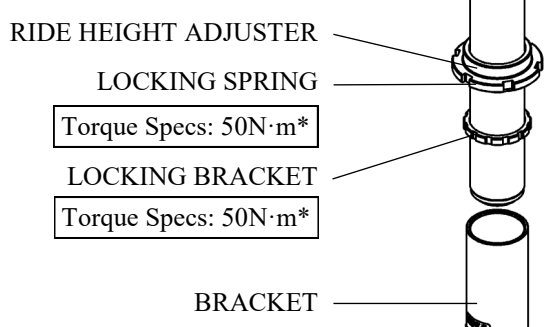 RIDE HEIGHT ADJUSTER
LOCKING SPRING
Torque Specs: 50N·m*
LOCKING BRACKET
Torque Specs: 50N·m*
BRACKET